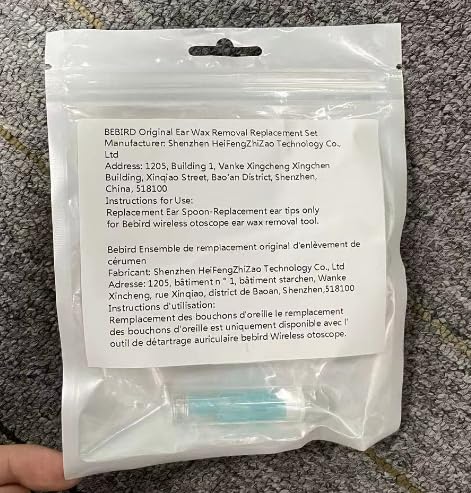 BEBIRD Original Ear Wax Removal Replacement Set
Manufacturer: Shenzhen HeiFengZhiZao Technology Co.,
Ltd
Address: 1205, Building 1, Vanke Xingcheng Xingchen
Building, Xinqiao Street, Bao'an District, Shenzhen,
China, 518100
Instructions for Use:
Replacement Ear Spoon-Replacement ear tips only
for Bebird wireless otoscope ear wax removal tool.
Bebird Ensemble de remplacement original d'enlèvement de
cérumen
Fabricant: Shenzhen HeiFengZhiZao Technology Co., Ltd
Adresse: 1205, bâtiment n ° 1, bâtiment starchen, Wanke
Xincheng, rue Xinqiao, district de Baoan, Shenzhen,518100
Instructions d'utilisation:
Remplacement des bouchons d'oreille le remplacement
des bouchons d'oreille est uniquement disponible avec l'
outil de détartrage auriculaire bebird Wireless otoscope.